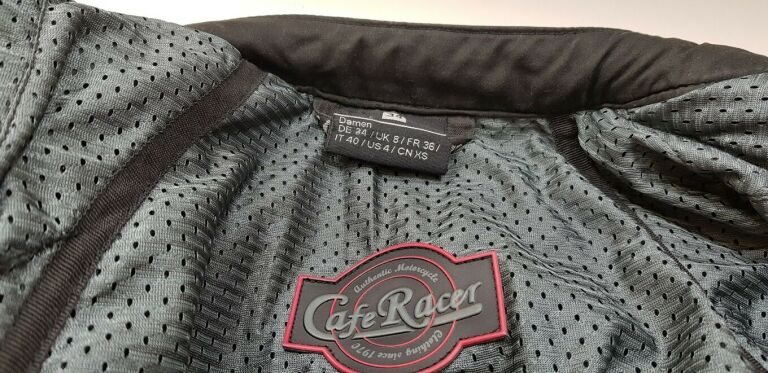 Damen
DE 34 / UK 8 / FR 36 /
IT 40 / US 4 / CN XS
Authentic Motorcycle
Cafe Racer
Clothing since 1970